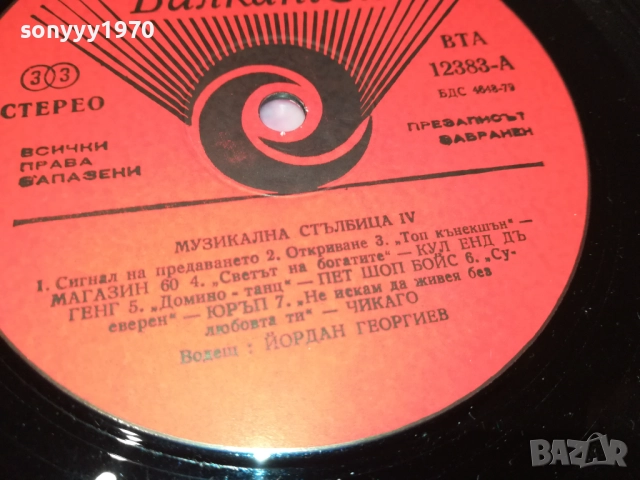 sonyyy1970
Балкантон
33
СТЕРЕО
ВСИЧКИ
ПРАВА
ЗАПАЗЕНИ
ВТА
12383-А
БДС 4648-79
ПРЕЗАПИСЪТ
ЗАБРАНЕН
МУЗИКАЛНА СТЪЛБИЦА IV
1. Сигнал на предаването 2. Откриване 3. „Топ кънекшън" —
МАГАЗИН 60 4. „Светът на богатите" — КУЛ ЕНД ДЪ
ГЕНГ 5. „Домино-танц" — ПЕТ ШОП БОЙС 6. „Су-
еверен" — ЮРЪП 7. „Не искам да живея без
любовта ти" — ЧИКАГО
Водещ : ЙОРДАН ГЕОРГИЕВ
BAZAR